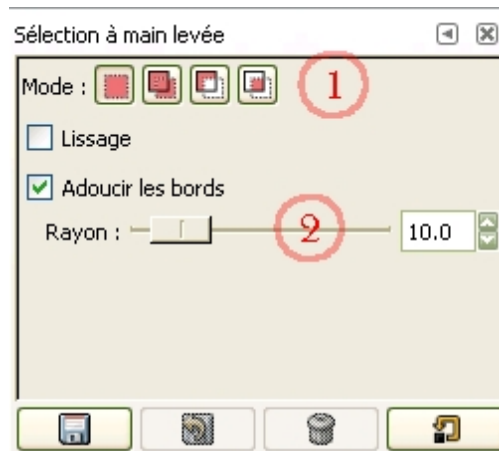 Sélection à main levée
Mode : 1
Lissage
Adoucir les bords
Rayon : 2 10.0